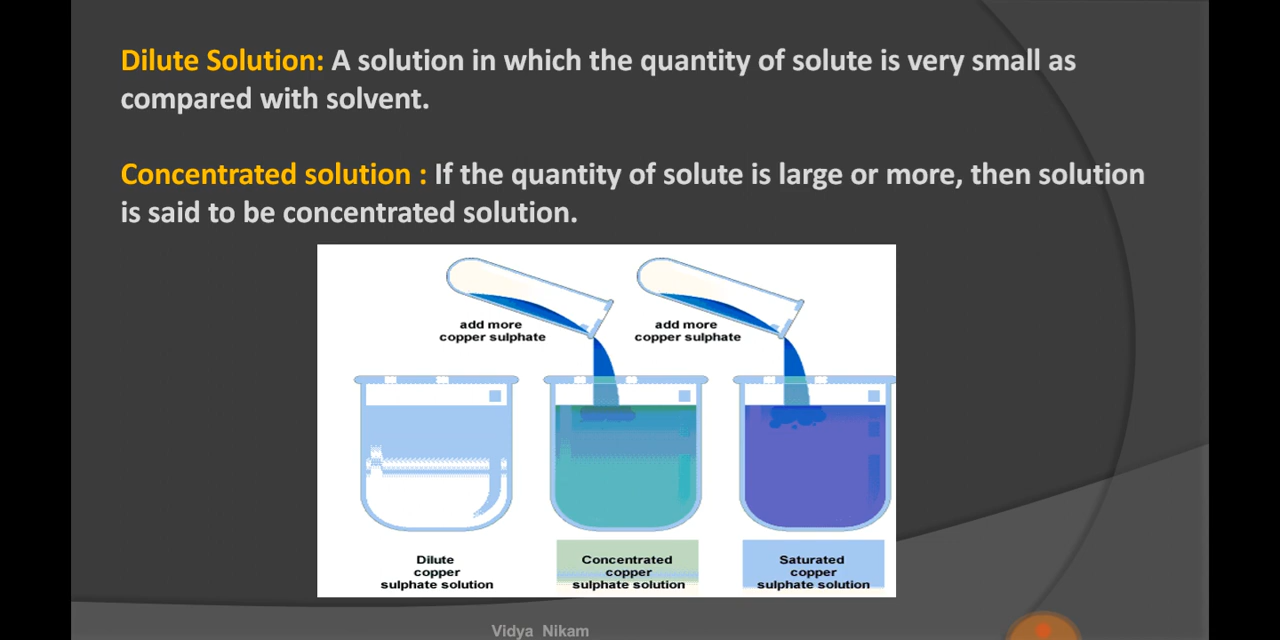 Dilute Solution: A solution in which the quantity of solute is very small as
compared with solvent.
Concentrated solution : If the quantity of solute is large or more, then solution
is said to be concentrated solution.
add more
copper sulphate
add more
copper sulphate
Dilute
copper
sulphate solution
Concentrated
copper
sulphate solution
Saturated
copper
sulphate solution
Vidya Nikam